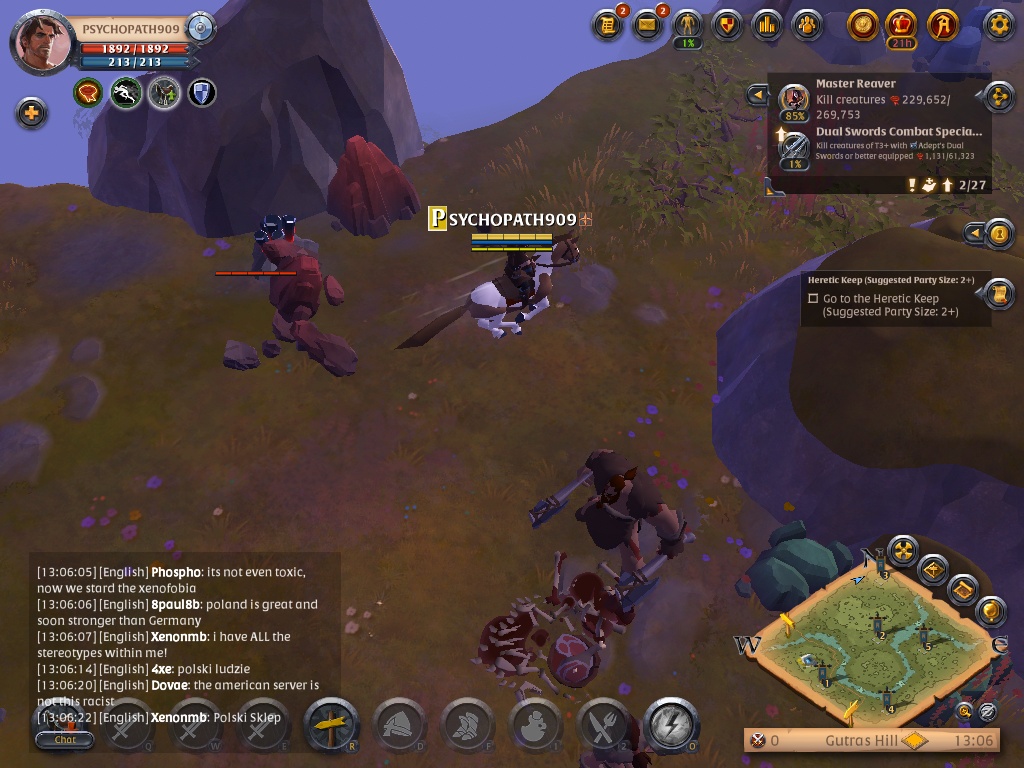 PSYCHOPATH909
1892 / 1892
213 / 213
2
2
1%
21h
Master Reaver
Kill creatures 229,652/
269,753
85%
Dual Swords Combat Specia...
Kill creatures of T3+ with Adept's Dual
Swords or better equipped 1,131/61,323
1%
2/27
PSYCHOPATH909
Heretic Keep (Suggested Party Size: 2+)
Go to the Heretic Keep
(Suggested Party Size: 2+)
[13:06:05] [English] Phospho: its not even toxic,
now we stard the xenofobia
[13:06:06] [English] 8paul8b: poland is great and
soon stronger than Germany
[13:06:07] [English] Xenonmb: i have ALL the
stereotypes within me!
[13:06:14] [English] 4xe: polski ludzie
[13:06:20] [English] Dovae: the american server is
not this racist
[13:06:22] [English] Xenonmb: Polski Sklep
Chat
Q
W
E
R
D
F
1
2
O
N
W
E
3
2
5
1
4
0
Gutras Hill
13:06